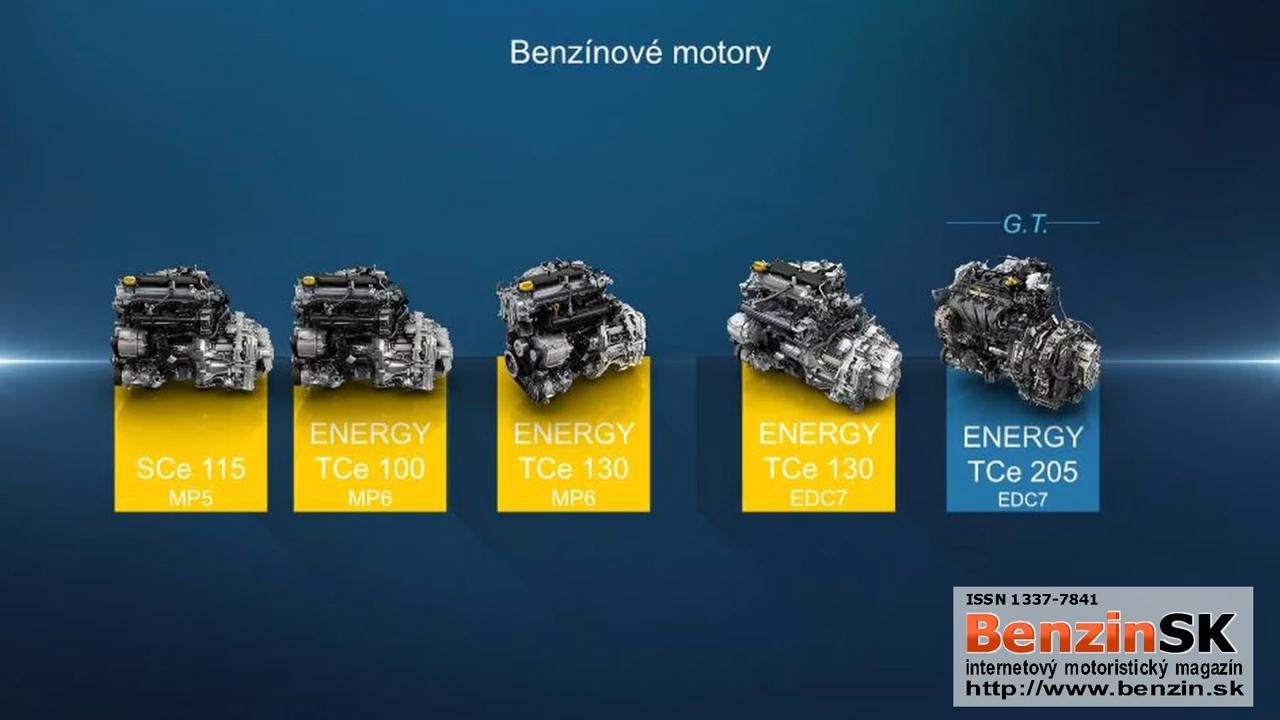 Benzínové motory
G.T.
SCe 115
MP5
ENERGY
TCe 100
MP6
ENERGY
TCe 130
MP6
ENERGY
TCe 130
EDC7
ENERGY
TCe 205
EDC7
ISSN 1337-7841
BenzinSK
internetový motoristický magazín
http://www.benzin.sk